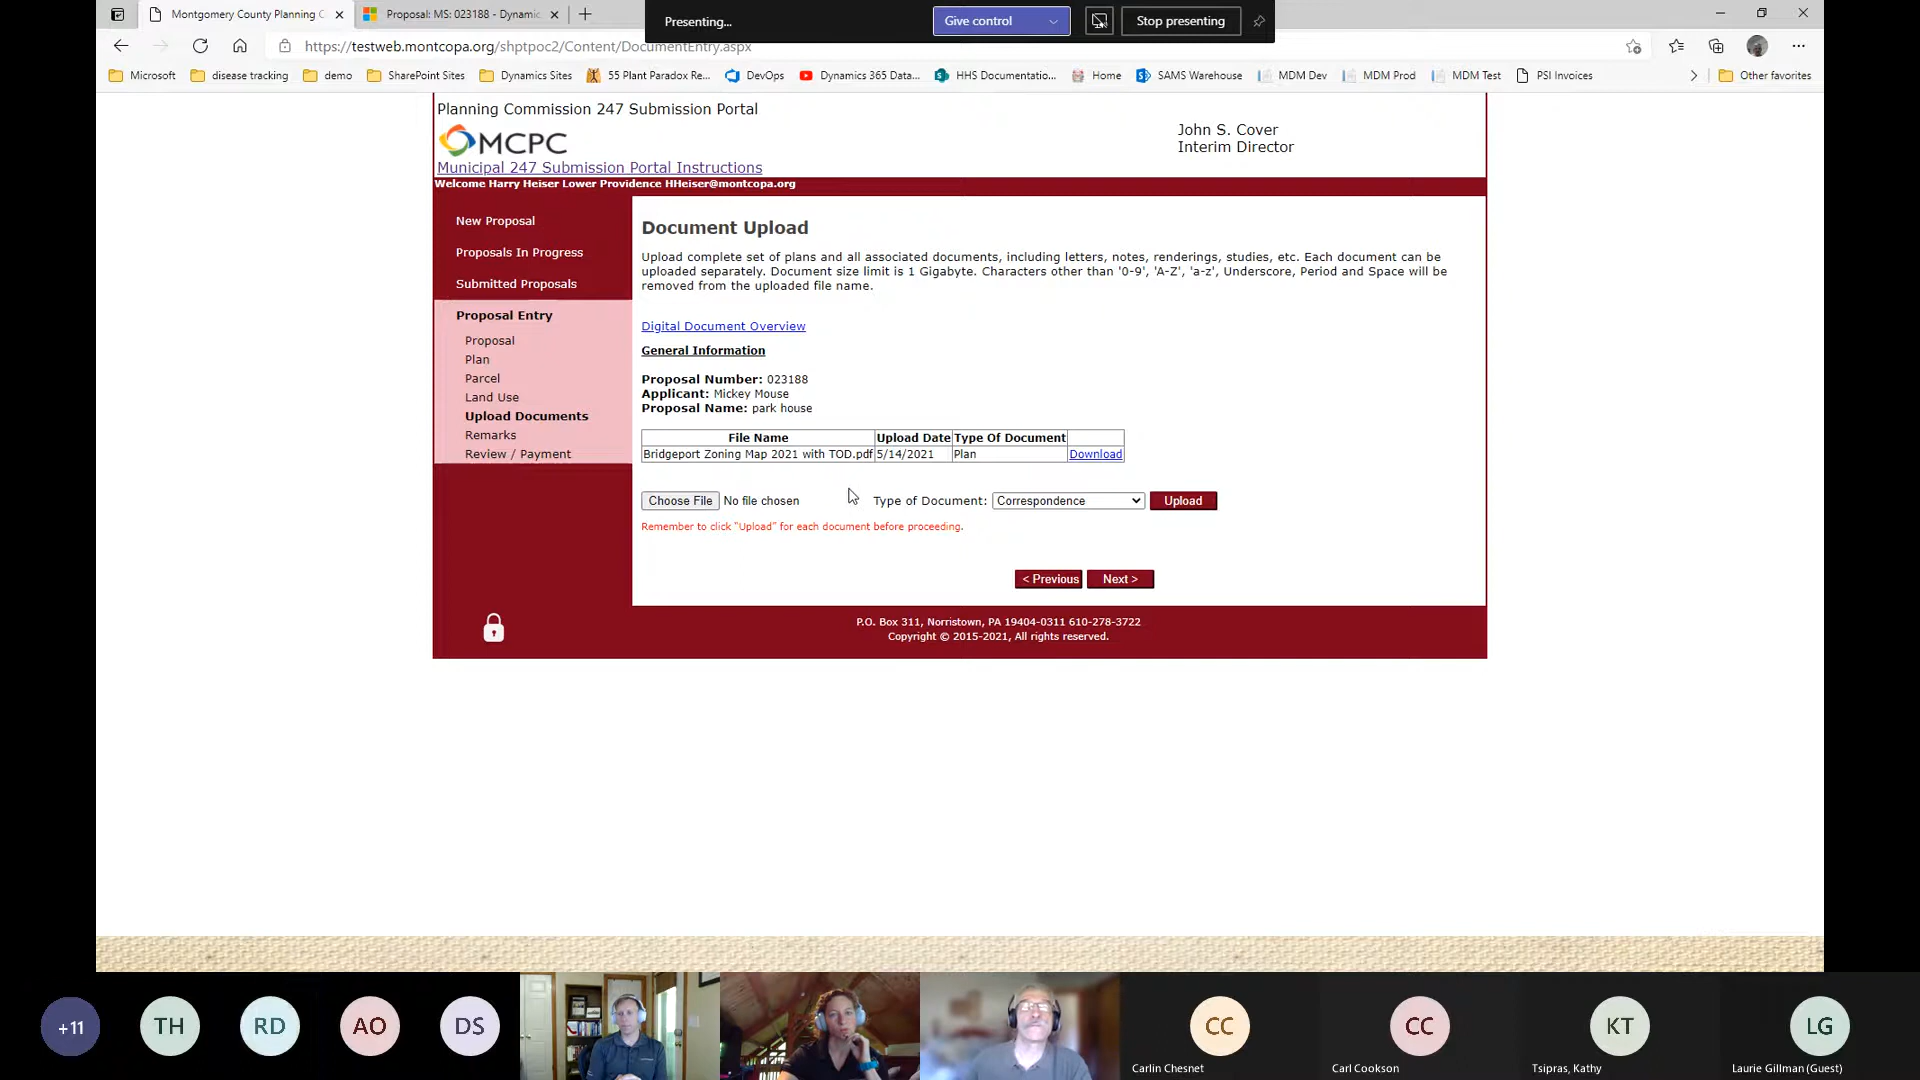 Montgomery County Planning C
Proposal: MS: 023188 - Dynamic
Presenting...
Give control
Stop presenting
https://testweb.montcopa.org/shptpoc2/Content/DocumentEntry.aspx
Microsoft
disease tracking
demo
SharePoint Sites
Dynamics Sites
55 Plant Paradox Re...
DevOps
Dynamics 365 Data...
HHS Documentatio...
Home
SAMS Warehouse
MDM Dev
MDM Prod
MDM Test
PSI Invoices
Other favorites
Planning Commission 247 Submission Portal
MCPC
John S. Cover
Interim Director
Municipal 247 Submission Portal Instructions
Welcome Harry Heiser Lower Providence HHeiser@montcopa.org
New Proposal
Proposals In Progress
Submitted Proposals
Proposal Entry
Proposal
Plan
Parcel
Land Use
Upload Documents
Remarks
Review / Payment
Document Upload
Upload complete set of plans and all associated documents, including letters, notes, renderings, studies, etc. Each document can be
uploaded separately. Document size limit is 1 Gigabyte. Characters other than '0-9', 'A-Z', 'a-z', Underscore, Period and Space will be
removed from the uploaded file name.
Digital Document Overview
General Information
Proposal Number: 023188
Applicant: Mickey Mouse
Proposal Name: park house
File Name Upload Date Type Of Document
Bridgeport Zoning Map 2021 with TOD.pdf 5/14/2021 Plan Download
Choose File No file chosen Type of Document: Correspondence Upload
Remember to click "Upload" for each document before proceeding.
< Previous Next >
P.O. Box 311, Norristown, PA 19404-0311 610-278-3722
Copyright © 2015-2021, All rights reserved.
+11
TH
RD
AO
DS
CC
Carlin Chesnet
CC
Carl Cookson
KT
Tsipras, Kathy
LG
Laurie Gillman (Guest)